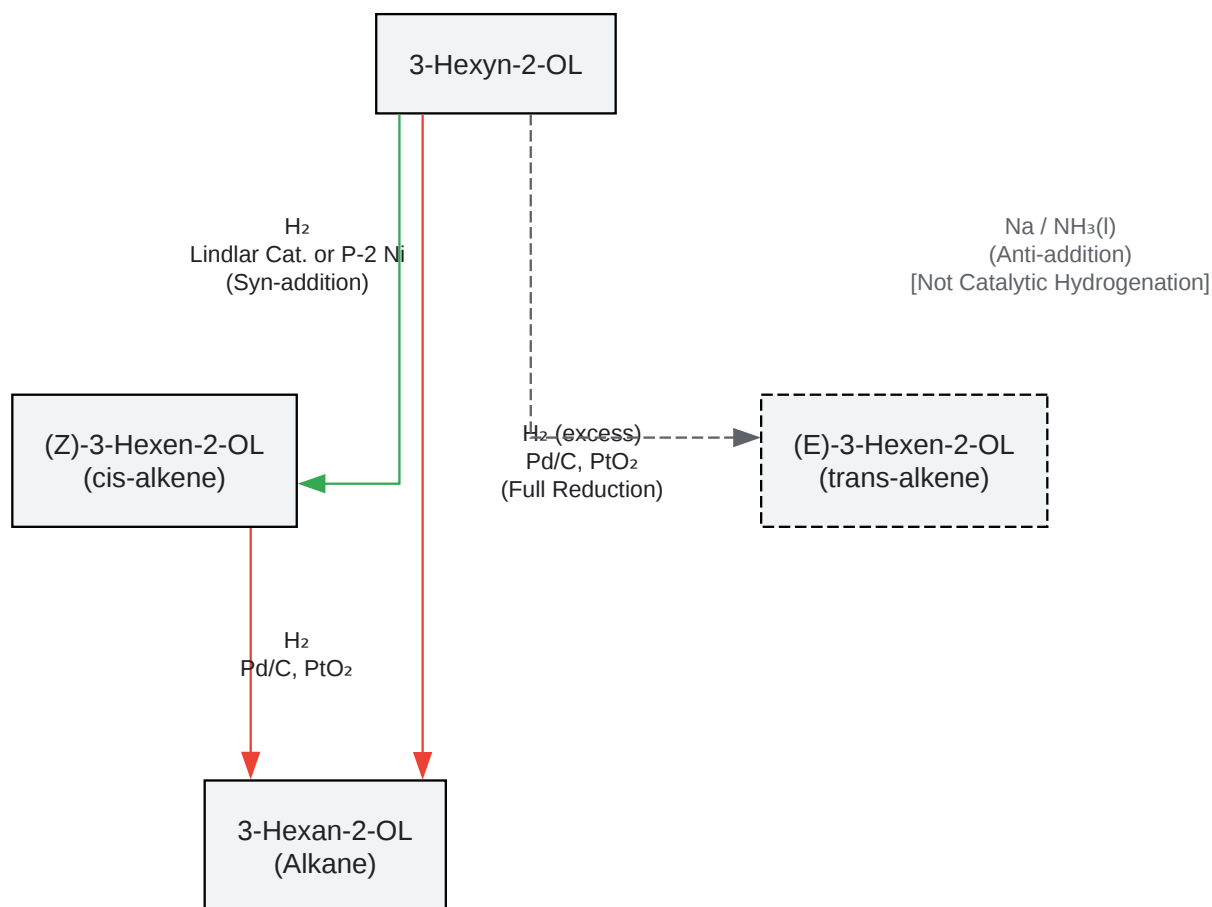 3-Hexyn-2-OL
H₂
Lindlar Cat. or P-2 Ni
(Syn-addition)
Na / NH₃(l)
(Anti-addition)
[Not Catalytic Hydrogenation]
(Z)-3-Hexen-2-OL
(cis-alkene)
H₂ (excess)
Pd/C, PtO₂
(Full Reduction)
(E)-3-Hexen-2-OL
(trans-alkene)
H₂
Pd/C, PtO₂
3-Hexan-2-OL
(Alkane)